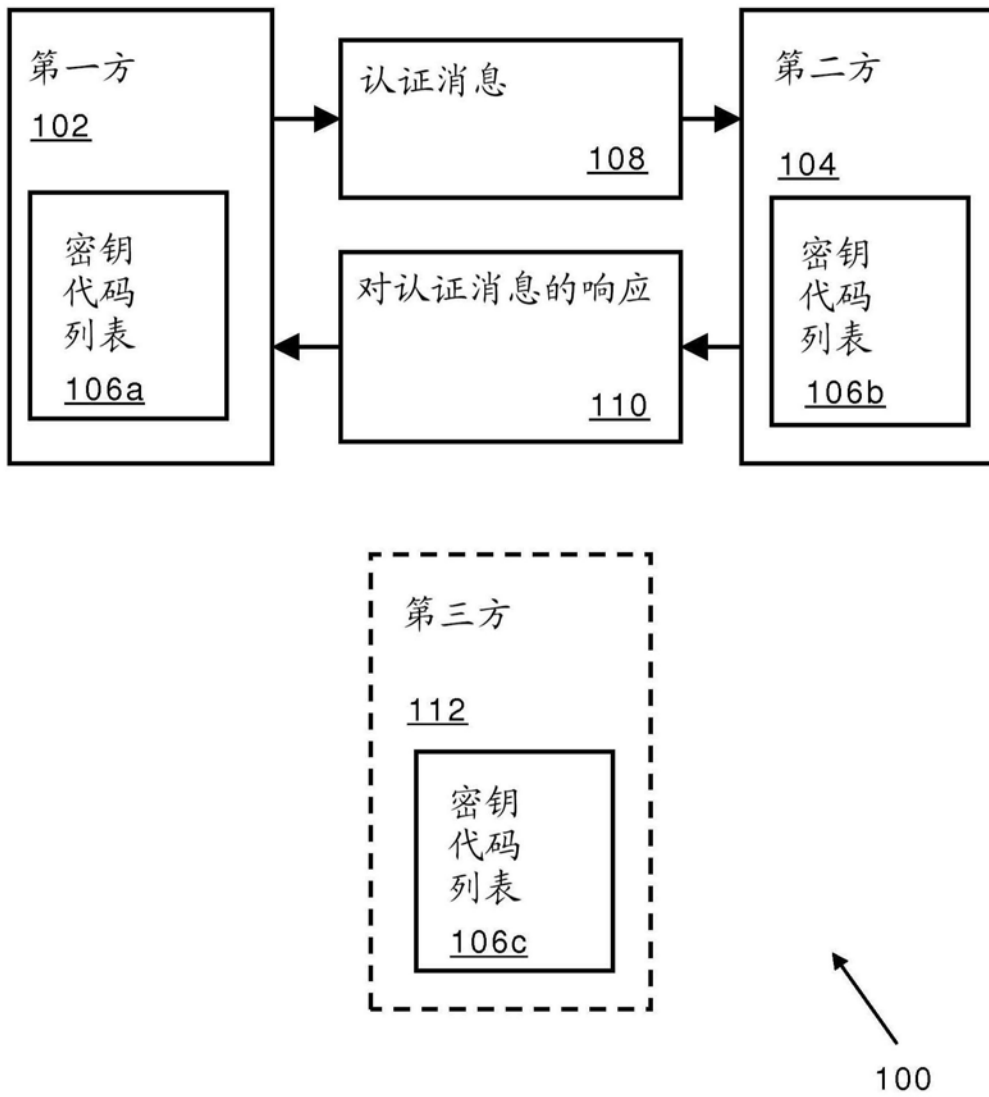 第一方
102
密钥
代码
列表
106a
认证消息
108
对认证消息的响应
110
第二方
104
密钥
代码
列表
106b
第三方
112
密钥
代码
列表
106c
100